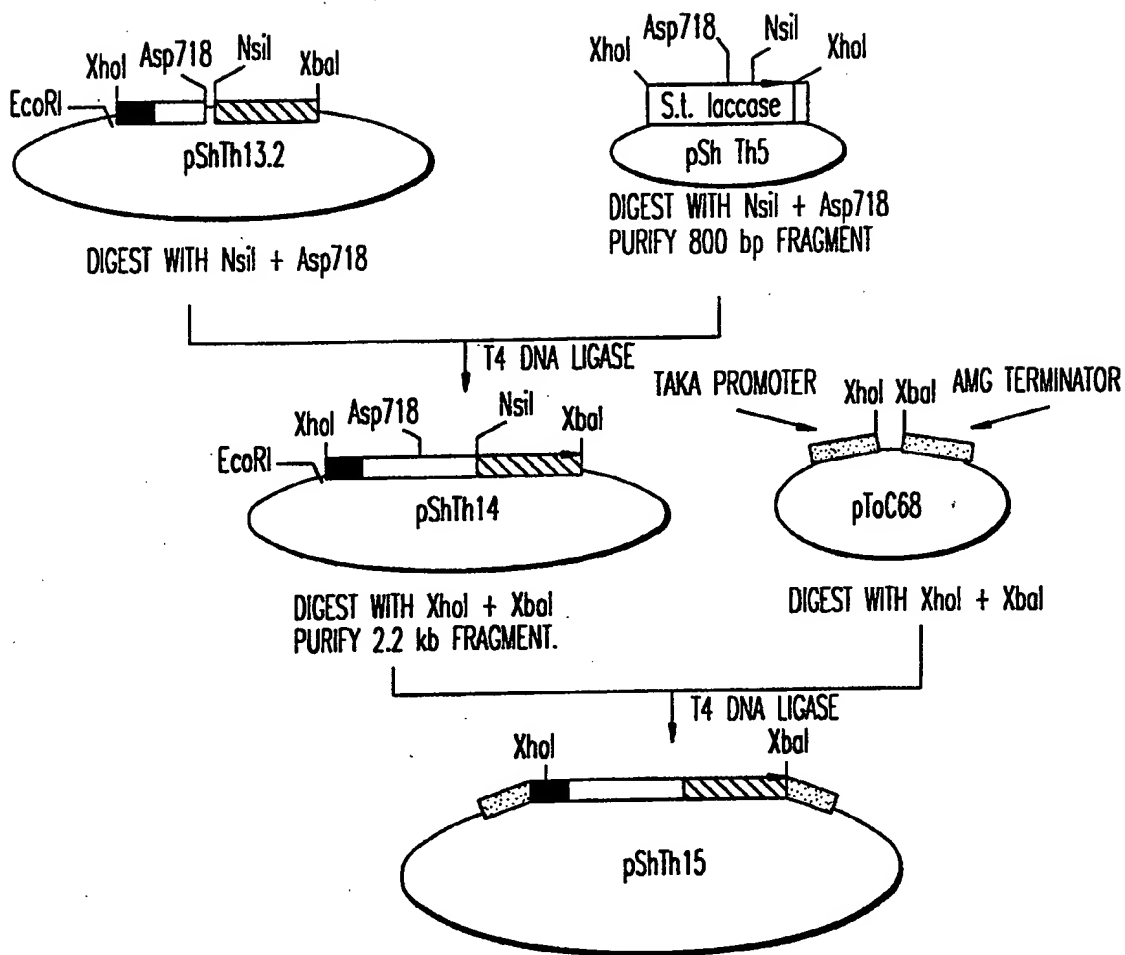 XhoI
Asp718
NsiI
XbaI
EcoRI
pShTh13.2
DIGEST WITH NsiI + Asp718
XhoI
Asp718
NsiI
XhoI
S.t. laccase
pSh Th5
DIGEST WITH NsiI + Asp718
PURIFY 800 bp FRAGMENT
T4 DNA LIGASE
XhoI
Asp718
NsiI
XbaI
EcoRI
pShTh14
DIGEST WITH XhoI + XbaI
PURIFY 2.2 kb FRAGMENT.
TAKA PROMOTER
XhoI
XbaI
AMG TERMINATOR
pToC68
DIGEST WITH XhoI + XbaI
T4 DNA LIGASE
XhoI
XbaI
pShTh15